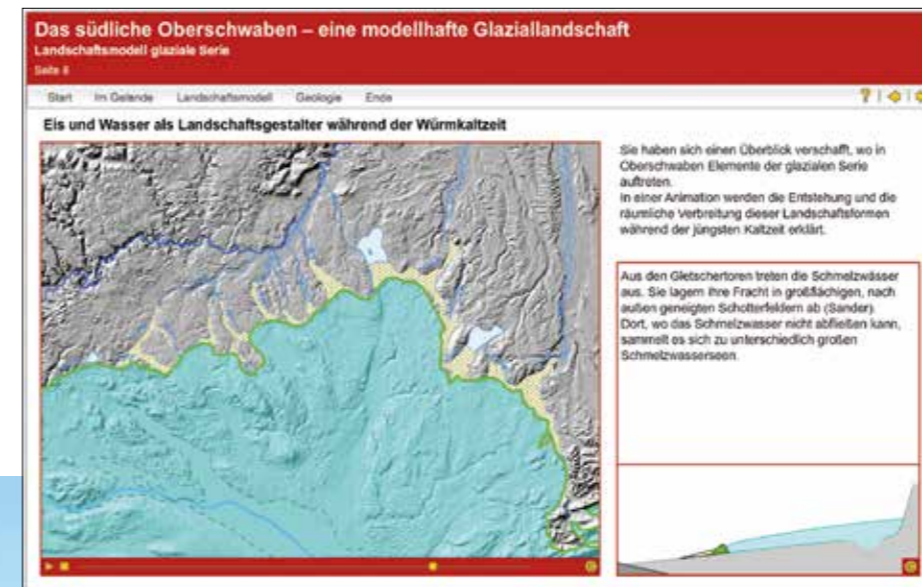 Das südliche Oberschwaben – eine modellhafte Glaziallandschaft
Landschaftsmodell glaziale Serie
Seite 8
Start Im Gelände Landschaftsmodell Geologie Ende
?
Eis und Wasser als Landschaftsgestalter während der Würmkaltzeit
Sie haben sich einen Überblick verschafft, wo in
Oberschwaben Elemente der glazialen Serie
auftreten.
In einer Animation werden die Entstehung und die
räumliche Verbreitung dieser Landschaftsformen
während der jüngsten Kaltzeit erklärt.
Aus den Gletschertoren treten die Schmelzwässer
aus. Sie lagern ihre Fracht in großflächigen, nach
außen geneigten Schotterfeldern ab (Sander).
Dort, wo das Schmelzwasser nicht abfließen kann,
sammelt es sich zu unterschiedlich großen
Schmelzwasserseen.